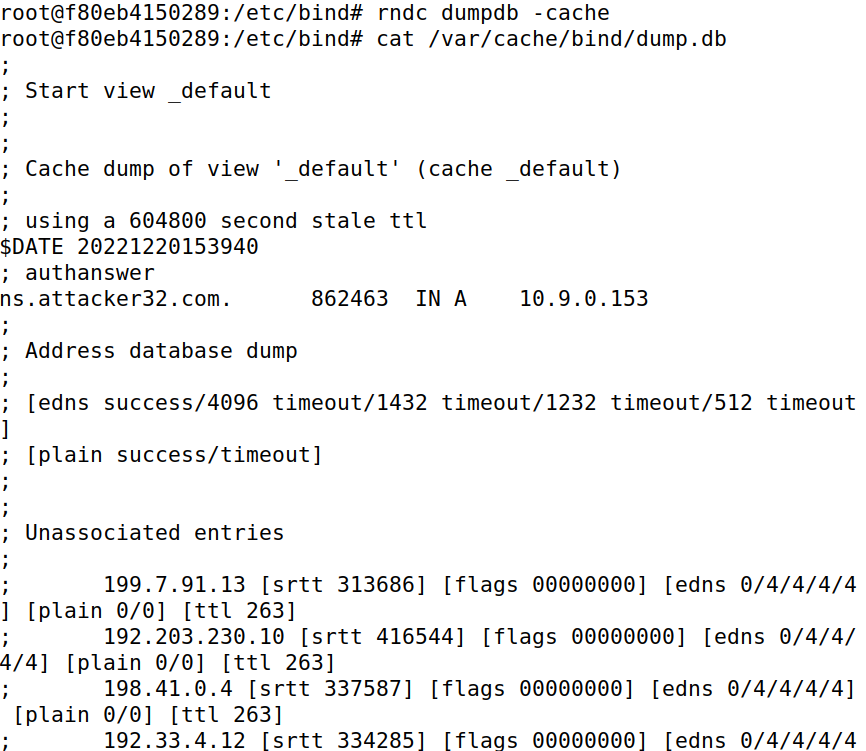 root@f80eb4150289:/etc/bind# rndc dumpdb -cache
root@f80eb4150289:/etc/bind# cat /var/cache/bind/dump.db
;
; Start view _default
;
;
; Cache dump of view '_default' (cache _default)
;
; using a 604800 second stale ttl
$DATE 20221220153940
; authanswer
ns.attacker32.com.      862463  IN A    10.9.0.153
;
; Address database dump
;
; [edns success/4096 timeout/1432 timeout/1232 timeout/512 timeout
]
; [plain success/timeout]
;
;
; Unassociated entries
;
;       199.7.91.13 [srtt 313686] [flags 00000000] [edns 0/4/4/4/4
] [plain 0/0] [ttl 263]
;       192.203.230.10 [srtt 416544] [flags 00000000] [edns 0/4/4/
4/4] [plain 0/0] [ttl 263]
;       198.41.0.4 [srtt 337587] [flags 00000000] [edns 0/4/4/4/4]
 [plain 0/0] [ttl 263]
;       192.33.4.12 [srtt 334285] [flags 00000000] [edns 0/4/4/4/4